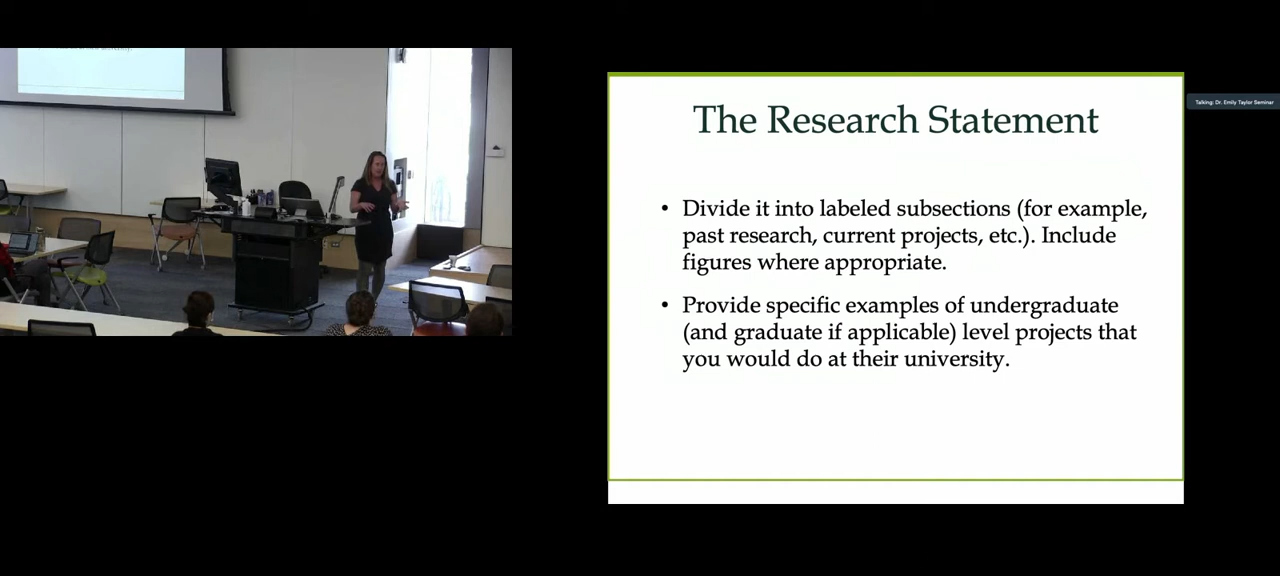 The Research Statement
Talking: Dr. Emily Taylor Seminar
• Divide it into labeled subsections (for example,
past research, current projects, etc.). Include
figures where appropriate.
• Provide specific examples of undergraduate
(and graduate if applicable) level projects that
you would do at their university.